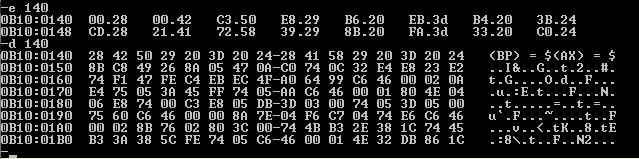 -e 140
0B10:0140 00.28 00.42 C3.50 E8.29 B6.20 EB.3d B4.20 3B.24
0B10:0148 CD.28 21.41 72.58 39.29 8B.20 FA.3d 33.20 C0.24
-d 140
0B10:0140 28 42 50 29 20 3D 20 24-28 41 58 29 20 3D 20 24 (BP) = $(AX) = $
0B10:0150 8B C8 49 26 8A 05 47 0A-C0 74 0C 32 E4 E8 23 E2 ..I&..G..t.2..#.
0B10:0160 74 F1 47 FE C4 EB EC 4F-A0 64 99 C6 46 00 02 0A t.G....O.d..F...
0B10:0170 E4 75 05 3A 45 FF 74 05-AA C6 46 00 01 80 4E 04 .u.:E.t...F...N.
0B10:0180 06 E8 74 00 C3 E8 05 DB-3D 03 00 74 05 3D 05 00 ..t.....=..t.=..
0B10:0190 75 60 C6 46 00 00 8A 7E-04 F6 C7 04 74 E6 C6 46 u`.F...~....t..F
0B10:01A0 00 02 8B 76 02 80 3C 00-74 4B B3 2E 38 1C 74 45 ...v..<.tK..8.tE
0B10:01B0 B3 3A 38 5C FE 74 05 C6-46 00 01 4E 32 DB 86 1C .:8\.t..F..N2...
-